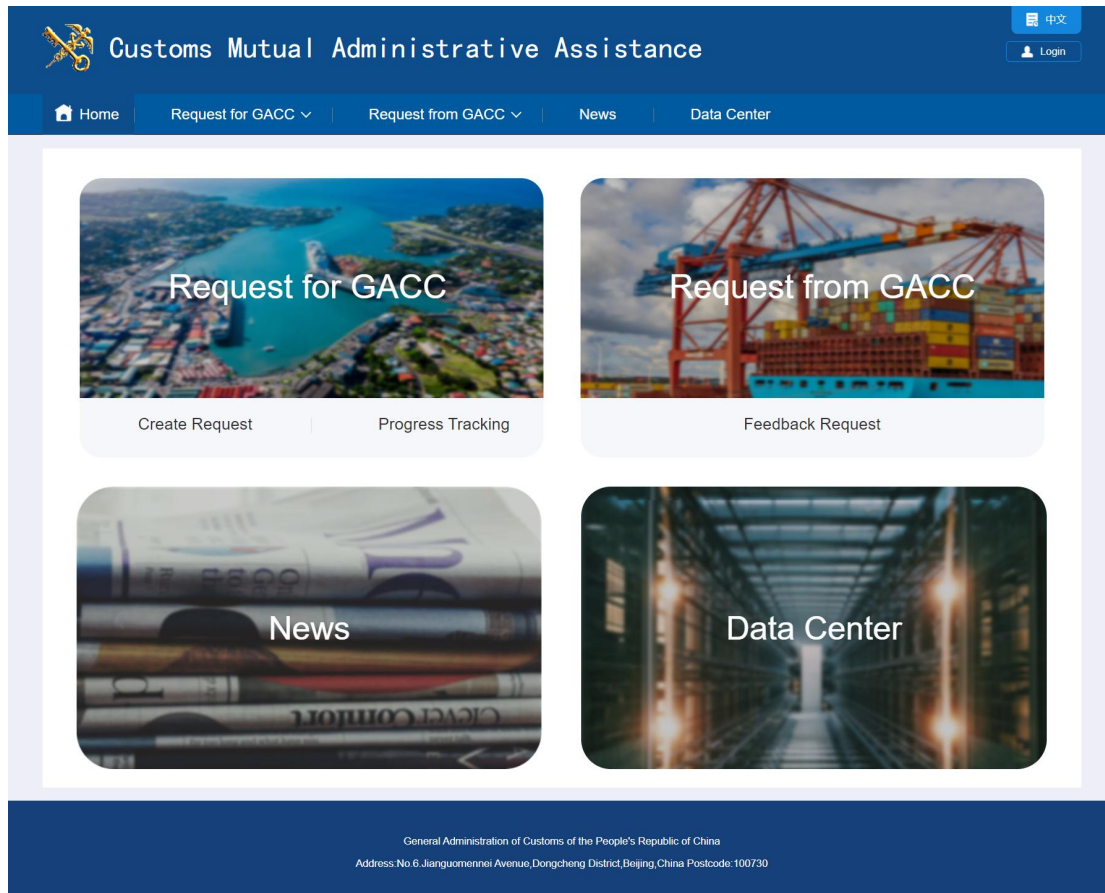 中文
Customs Mutual Administrative Assistance
Login
Home
Request for GACC
Request from GACC
News
Data Center
Request for GACC
Request from GACC
Create Request
Progress Tracking
Feedback Request
News
Data Center
General Administration of Customs of the People's Republic of China
Address:No.6.Jianguomennei Avenue,Dongcheng District,Beijing,China Postcode:100730